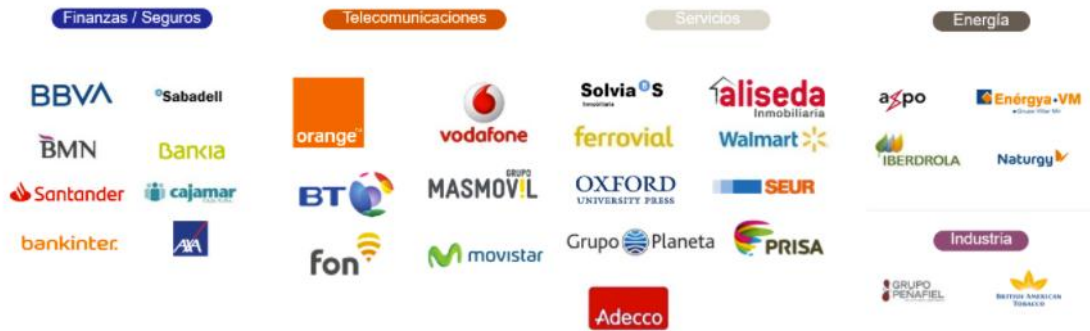 Finanzas / Seguros
BBVA
Sabadell
BMN
Bankia
Santander
cajamar
bankinter.
AXA
Telecomunicaciones
orange™
vodafone
BT
GRUPO
MASMOVIL
fon
movistar
Servicios
Solvia S
Inmobiliaria
aliseda
Inmobiliaria
ferrovial
Walmart
OXFORD
UNIVERSITY PRESS
SEUR
Grupo Planeta
PRISA
Adecco
Energía
axpo
Enérgya-VM
IBERDROLA
Naturgy
Industria
GRUPO
PEÑAFIEL
BRITISH AMERICAN
TOBACCO